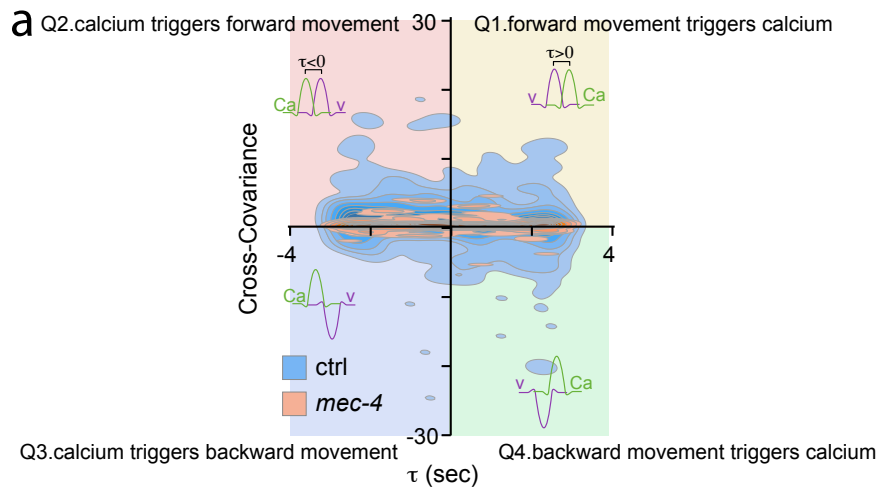 a
Q2.calcium triggers forward movement
30
Q1.forward movement triggers calcium
τ<0
τ>0
Ca
v
v
Ca
Cross-Covariance
-4
4
Ca
v
ctrl
mec-4
v
Ca
-30
Q3.calcium triggers backward movement
Q4.backward movement triggers calcium
τ (sec)